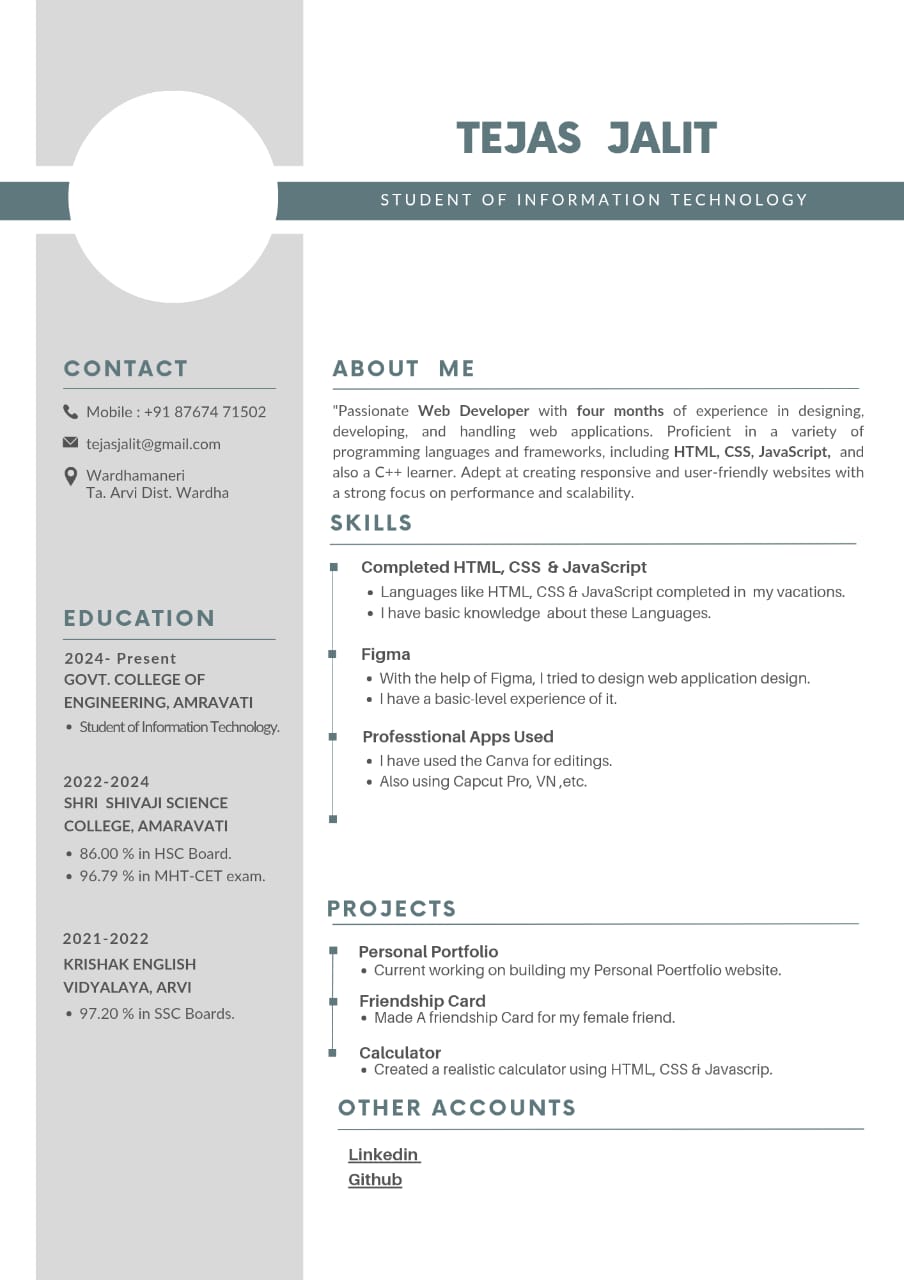 TEJAS JALIT
STUDENT OF INFORMATION TECHNOLOGY
CONTACT
Mobile : +91 87674 71502
tejasjalit@gmail.com
Wardhamaneri
Ta. Arvi Dist. Wardha
EDUCATION
2024- Present
GOVT. COLLEGE OF
ENGINEERING, AMRAVATI
• Student of Information Technology.
2022-2024
SHRI SHIVAJI SCIENCE
COLLEGE, AMARAVATI
• 86.00 % in HSC Board.
• 96.79 % in MHT-CET exam.
2021-2022
KRISHAK ENGLISH
VIDYALAYA, ARVI
• 97.20 % in SSC Boards.
ABOUT ME
"Passionate Web Developer with four months of experience in designing,
developing, and handling web applications. Proficient in a variety of
programming languages and frameworks, including HTML, CSS, JavaScript, and
also a C++ learner. Adept at creating responsive and user-friendly websites with
a strong focus on performance and scalability.
SKILLS
Completed HTML, CSS & JavaScript
• Languages like HTML, CSS & JavaScript completed in my vacations.
• I have basic knowledge about these Languages.
Figma
• With the help of Figma, I tried to design web application design.
• I have a basic-level experience of it.
Professtional Apps Used
• I have used the Canva for editings.
• Also using Capcut Pro, VN ,etc.
PROJECTS
Personal Portfolio
• Current working on building my Personal Poertfolio website.
Friendship Card
• Made A friendship Card for my female friend.
Calculator
• Created a realistic calculator using HTML, CSS & Javascrip.
OTHER ACCOUNTS
Linkedin
Github